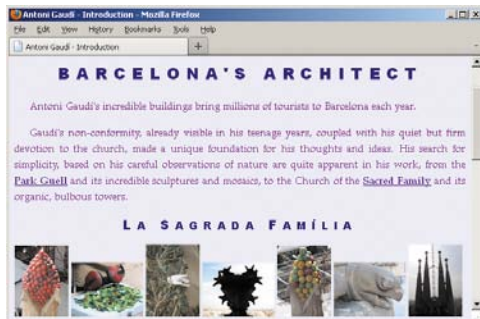 Antoni Gaudí - Introduction - Mozilla Firefox
File Edit View History Bookmarks Tools Help
Antoni Gaudí - Introduction
BARCELONA'S ARCHITECT
Antoni Gaudí's incredible buildings bring millions of tourists to Barcelona each year.
Gaudí's non-conformity, already visible in his teenage years, coupled with his quiet but firm
devotion to the church, made a unique foundation for his thoughts and ideas. His search for
simplicity, based on his careful observations of nature are quite apparent in his work, from the
Park Guell and its incredible sculptures and mosaics, to the Church of the Sacred Family and its
organic, bulbous towers.
LA SAGRADA FAMÍLIA